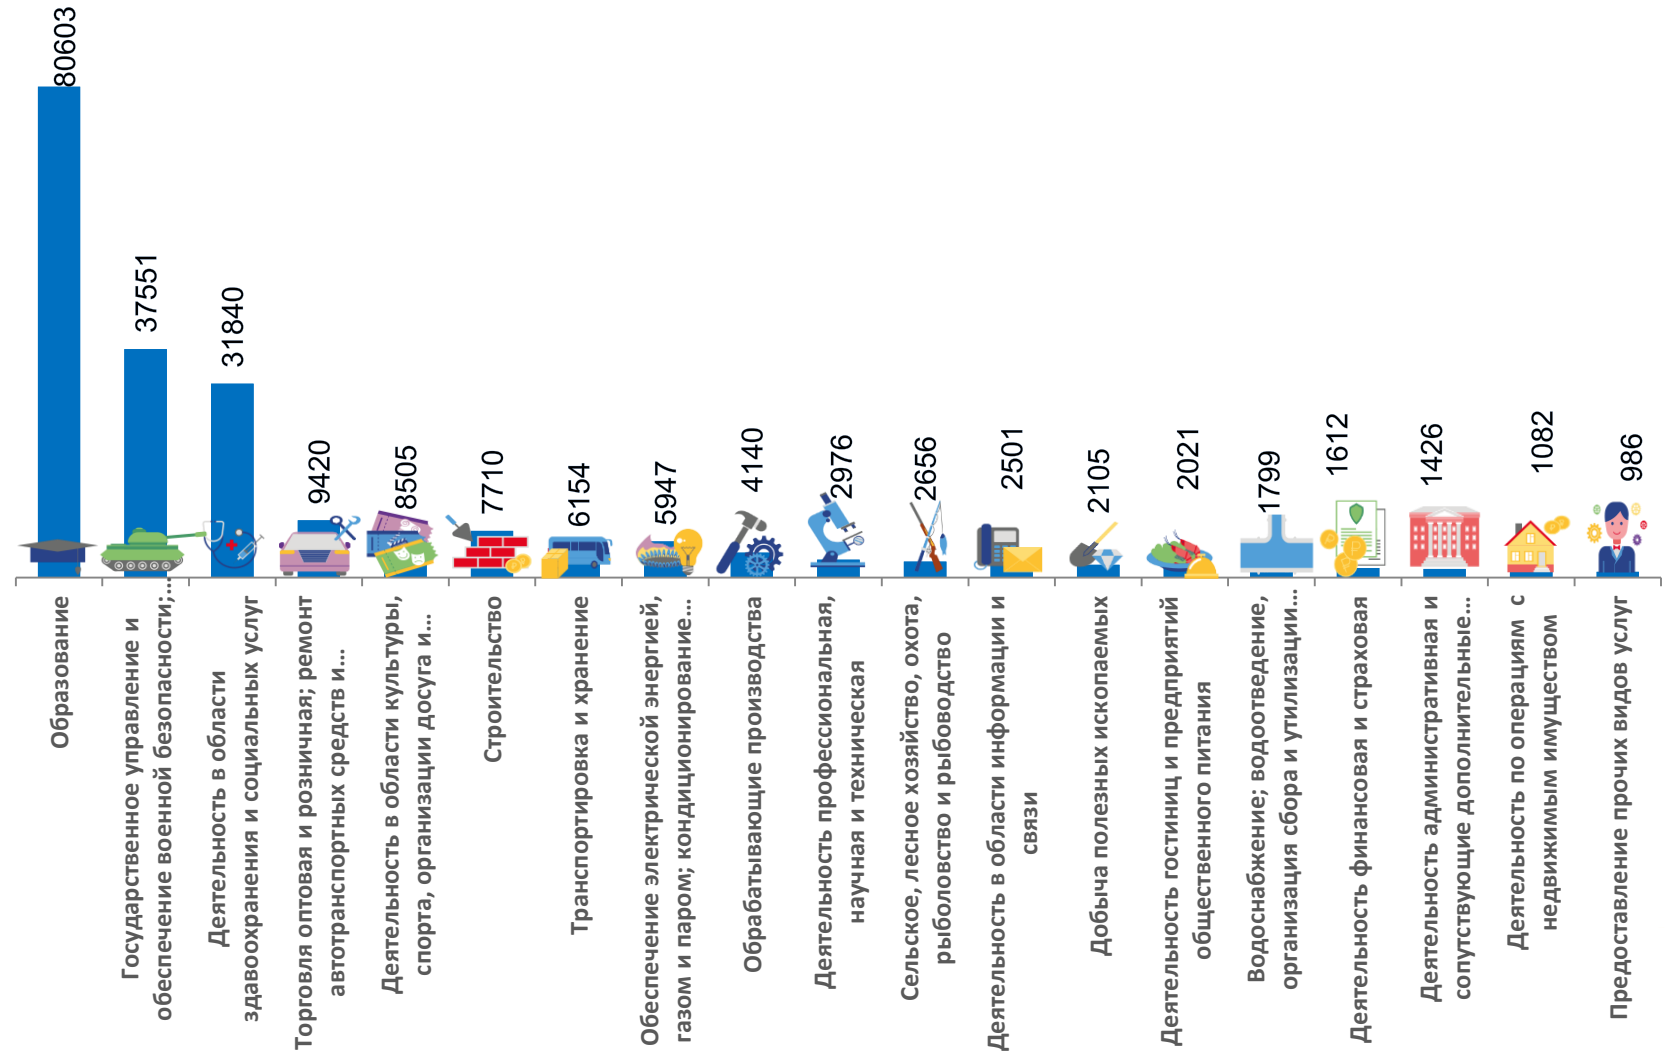 80603
37551
31840
9420
8505
7710
6154
5947
4140
2976
2656
2501
2105
2021
1799
1612
1426
1082
986
Образование
Государственное управление и
обеспечение военной безопасности;…
Деятельность в области
здавоохранения и социальных услуг
Торговля оптовая и розничная; ремонт
автотранспортных средств и…
Деятельность в области культуры,
спорта, организации досуга и…
Строительство
Транспортировка и хранение
Обеспечение электрической энергией,
газом и паром; кондиционирование…
Обрабатывающие производства
Деятельность профессиональная,
научная и техническая
Сельское, лесное хозяйство, охота,
рыболовство и рыбоводство
Деятельность в области информации и
связи
Добыча полезных ископаемых
Деятельность гостиниц и предприятий
общественного питания
Водоснабжение; водоотведение,
организация сбора и утилизации…
Деятельность финансовая и страховая
Деятельность административная и
сопутствующие дополнительные…
Деятельность по операциям с
недвижимым имуществом
Предоставление прочих видов услуг